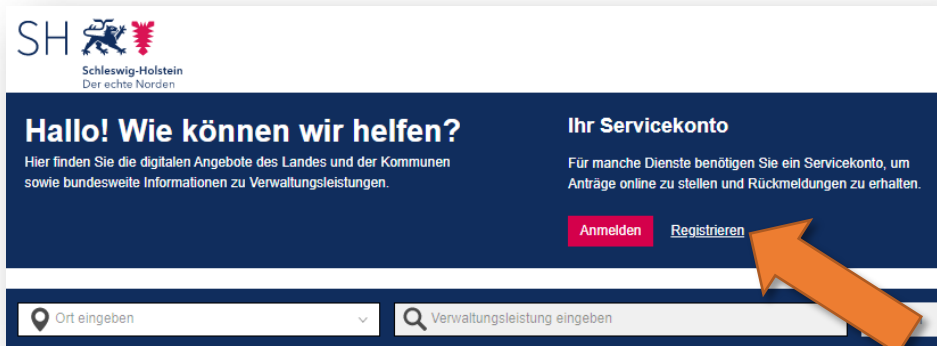 SH
Schleswig-Holstein
Der echte Norden
Hallo! Wie können wir helfen?
Hier finden Sie die digitalen Angebote des Landes und der Kommunen
sowie bundesweite Informationen zu Verwaltungsleistungen.
Ihr Servicekonto
Für manche Dienste benötigen Sie ein Servicekonto, um
Anträge online zu stellen und Rückmeldungen zu erhalten.
Anmelden Registrieren
Ort eingeben Verwaltungsleistung eingeben